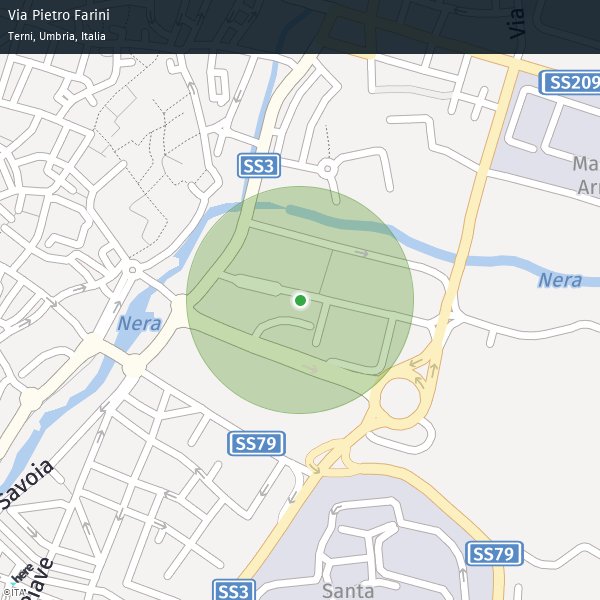 Via Pietro Farini
Terni, Umbria, Italia
Via
SS209
Ma
Arr
SS3
Nera
Nera
SS79
Savoia
SS79
here
Piave
©ITA
SS3
Santa